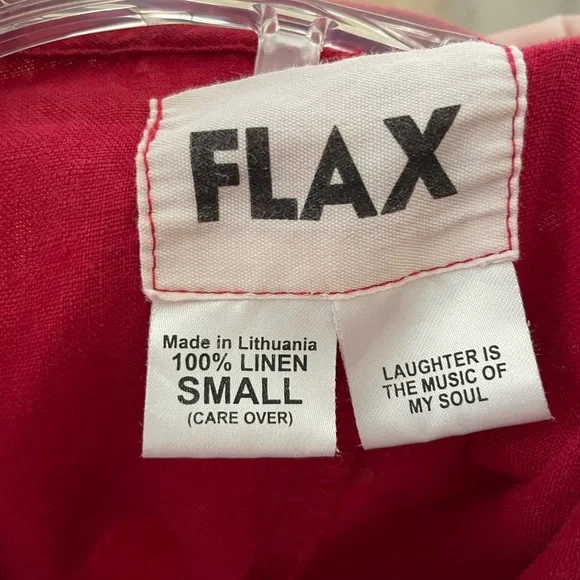 FLAX
Made in Lithuania
100% LINEN
SMALL
(CARE OVER)
LAUGHTER IS
THE MUSIC OF
MY SOUL